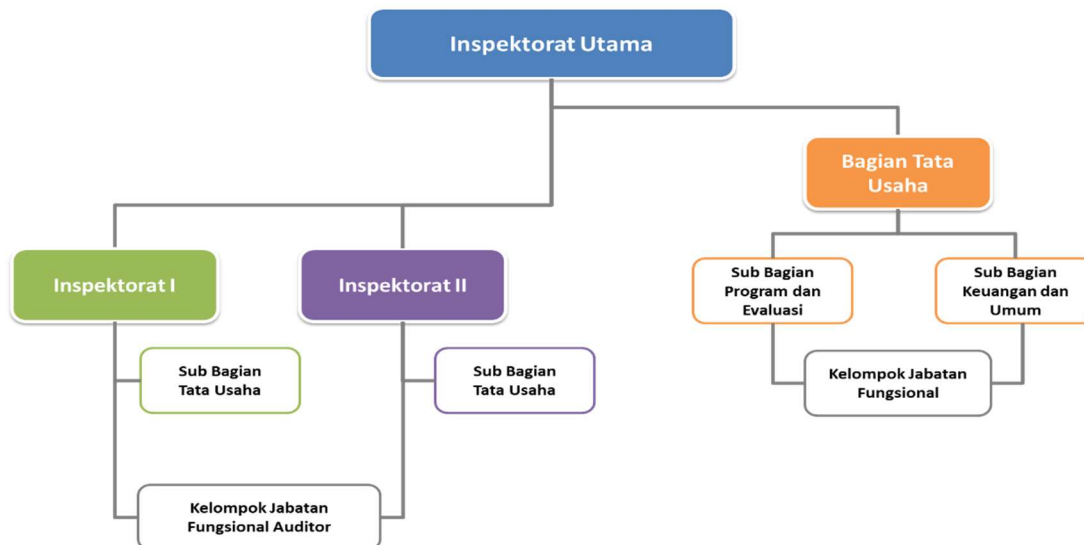 Inspektorat Utama
Bagian Tata
Usaha
Inspektorat I
Inspektorat II
Sub Bagian
Program dan
Evaluasi
Sub Bagian
Keuangan dan
Umum
Sub Bagian
Tata Usaha
Sub Bagian
Tata Usaha
Kelompok Jabatan
Fungsional
Kelompok Jabatan
Fungsional Auditor